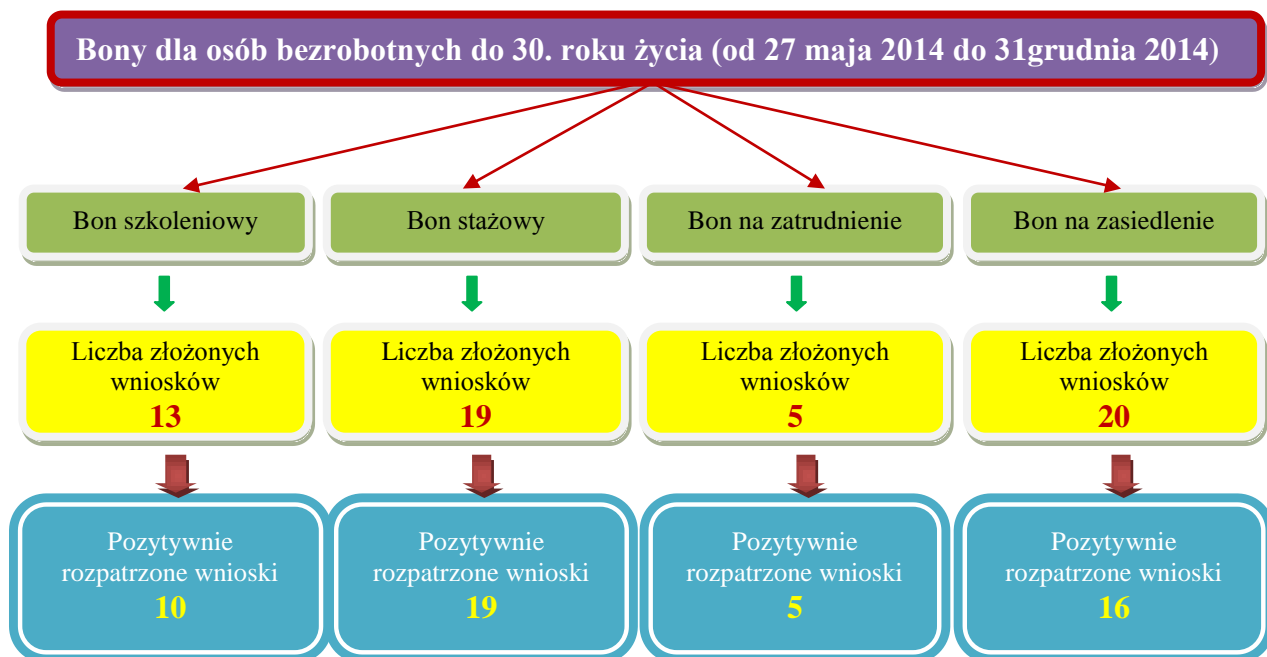 Bony dla osób bezrobotnych do 30. roku życia (od 27 maja 2014 do 31grudnia 2014)
Bon szkoleniowy
Bon stażowy
Bon na zatrudnienie
Bon na zasiedlenie
Liczba złożonych
wniosków
13
Liczba złożonych
wniosków
19
Liczba złożonych
wniosków
5
Liczba złożonych
wniosków
20
Pozytywnie
rozpatrzone wnioski
10
Pozytywnie
rozpatrzone wnioski
19
Pozytywnie
rozpatrzone wnioski
5
Pozytywnie
rozpatrzone wnioski
16